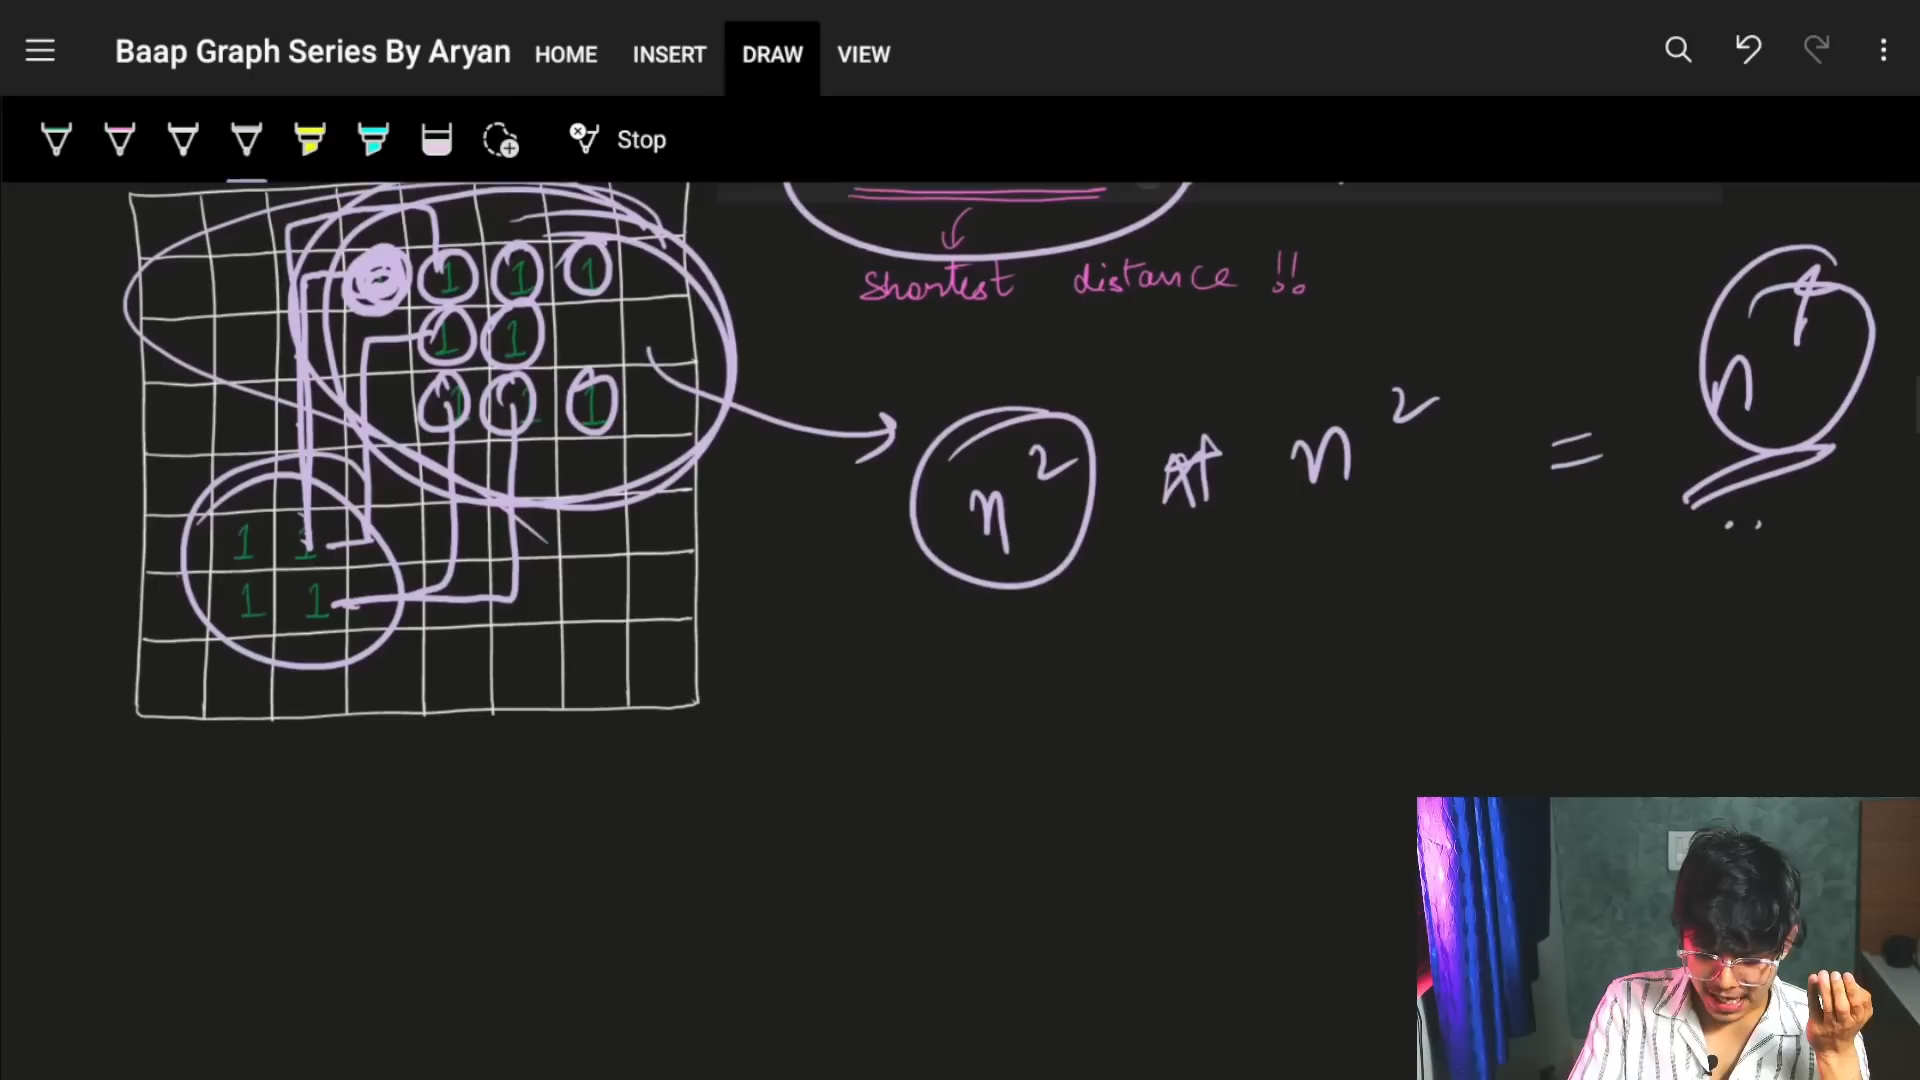 Baap Graph Series By Aryan HOME INSERT DRAW VIEW
Stop
shortest distance !!
1 1 1
1 1
1 1 1
n² * n² = n⁴
1 1
1 1